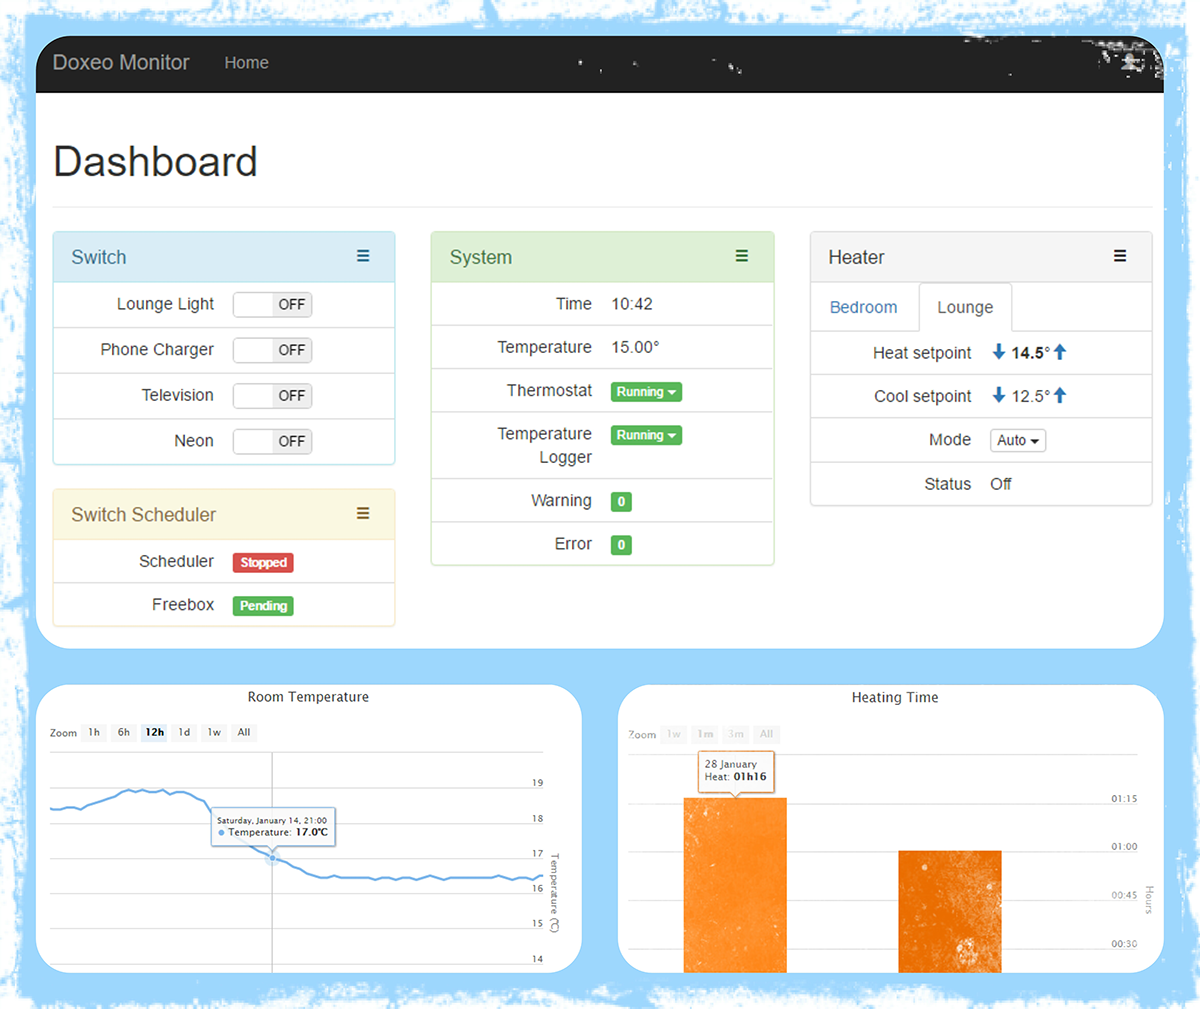 Doxeo Monitor Home
Dashboard
Switch
Lounge Light OFF
Phone Charger OFF
Television OFF
Neon OFF
Switch Scheduler
Scheduler Stopped
Freebox Pending
System
Time 10:42
Temperature 15.00°
Thermostat Running
Temperature
Logger
Running
Warning 0
Error 0
Heater
Bedroom Lounge
Heat setpoint 14.5°
Cool setpoint 12.5°
Mode Auto
Status Off
Room Temperature
Zoom 1h 6h 12h 1d 1w All
Saturday, January 14, 21:00
Temperature: 17.0°C
19
18
17
16
15
14
Temperature (°C)
Heating Time
Zoom 1w 1m 3m All
28 January
Heat: 01h16
01:15
01:00
00:45
00:30
Hours